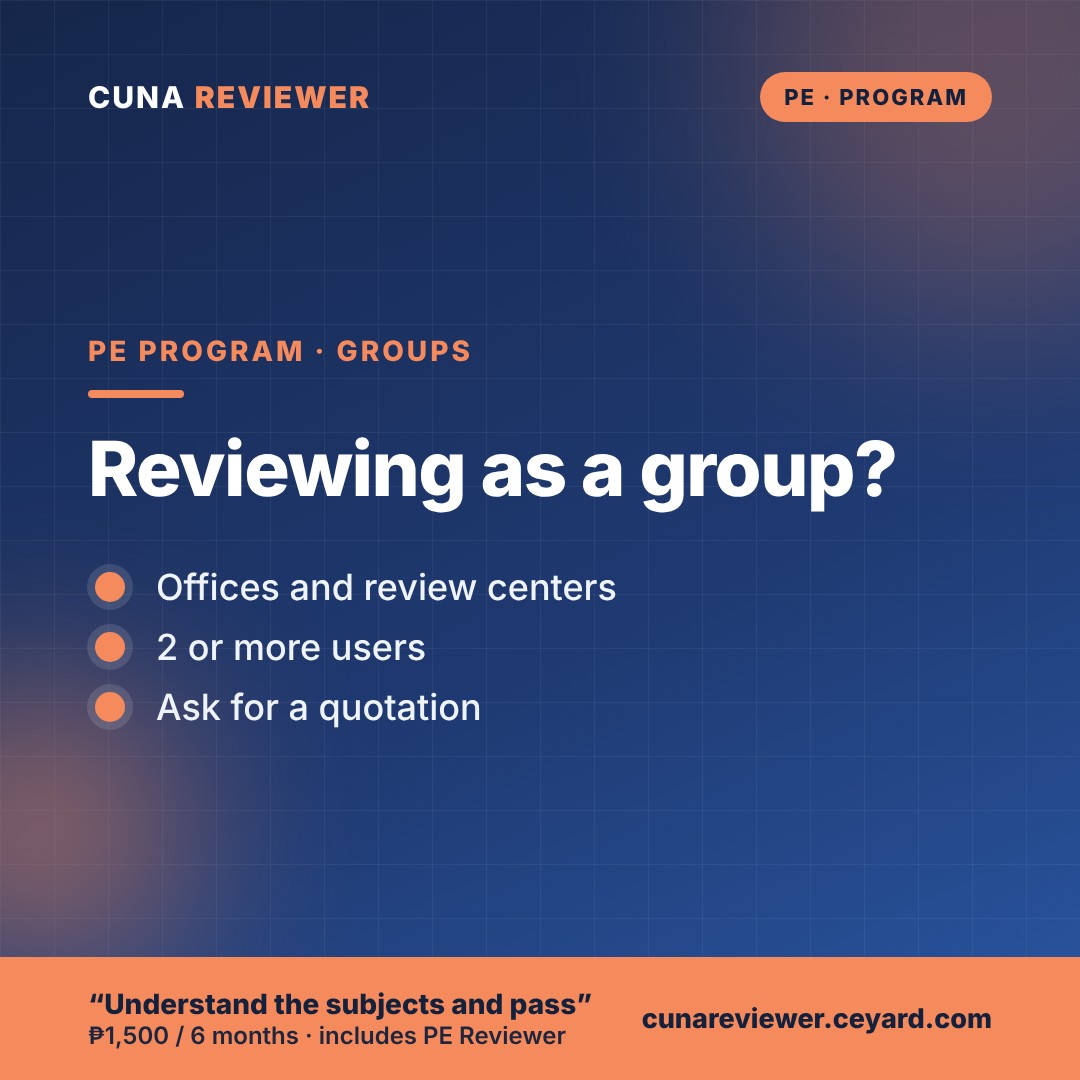 CUNA REVIEWER
PE · PROGRAM
PE PROGRAM · GROUPS
Reviewing as a group?
Offices and review centers
2 or more users
Ask for a quotation
“Understand the subjects and pass”
₱1,500 / 6 months · includes PE Reviewer
cunareviewer.ceyard.com